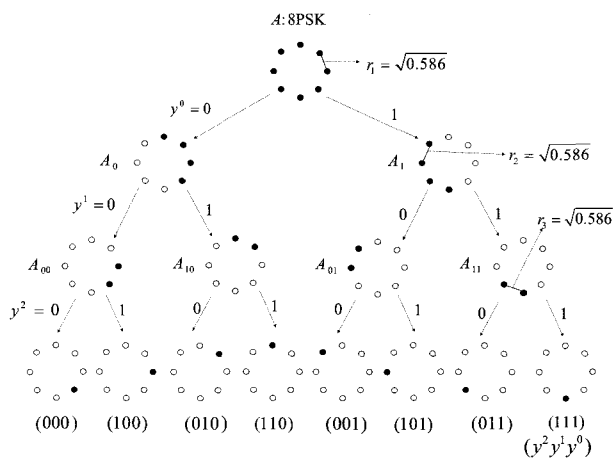 A:8PSK
r₁ = √0.586
y⁰ = 0
1
A₀
A₁
r₂ = √0.586
y¹ = 0
1
0
1
r₃ = √0.586
A₀₀
A₁₀
A₀₁
A₁₁
y² = 0
1
0
1
0
1
0
1
(000) (100) (010) (110) (001) (101) (011) (111)
(y²y¹y⁰)